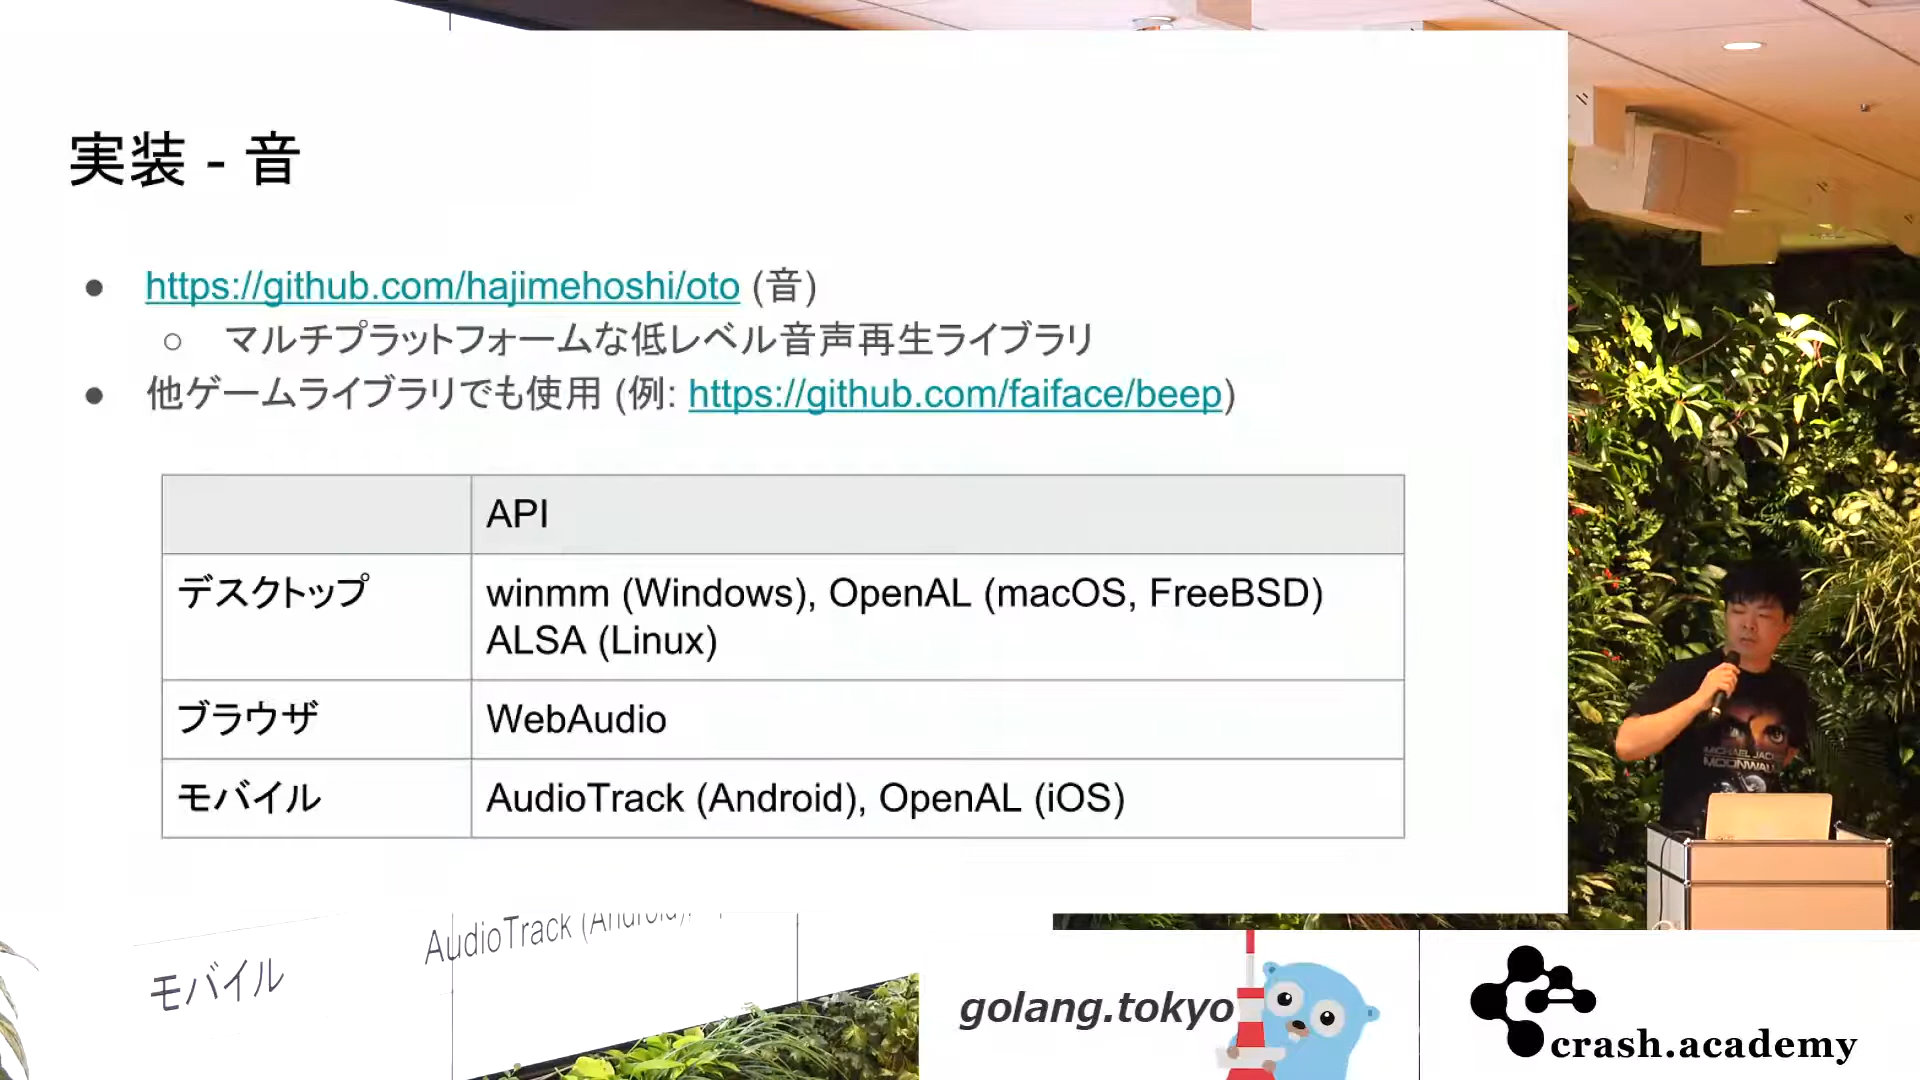 実装 - 音
https://github.com/hajimehoshi/oto (音)
マルチプラットフォームな低レベル音声再生ライブラリ
他ゲームライブラリでも使用 (例: https://github.com/faiface/beep)
API
デスクトップ
winmm (Windows), OpenAL (macOS, FreeBSD)
ALSA (Linux)
ブラウザ
WebAudio
モバイル
AudioTrack (Android), OpenAL (iOS)
MICHAEL JACK
MOONWAL
モバイル
AudioTrack (Android),
golang.tokyo
crash.academy